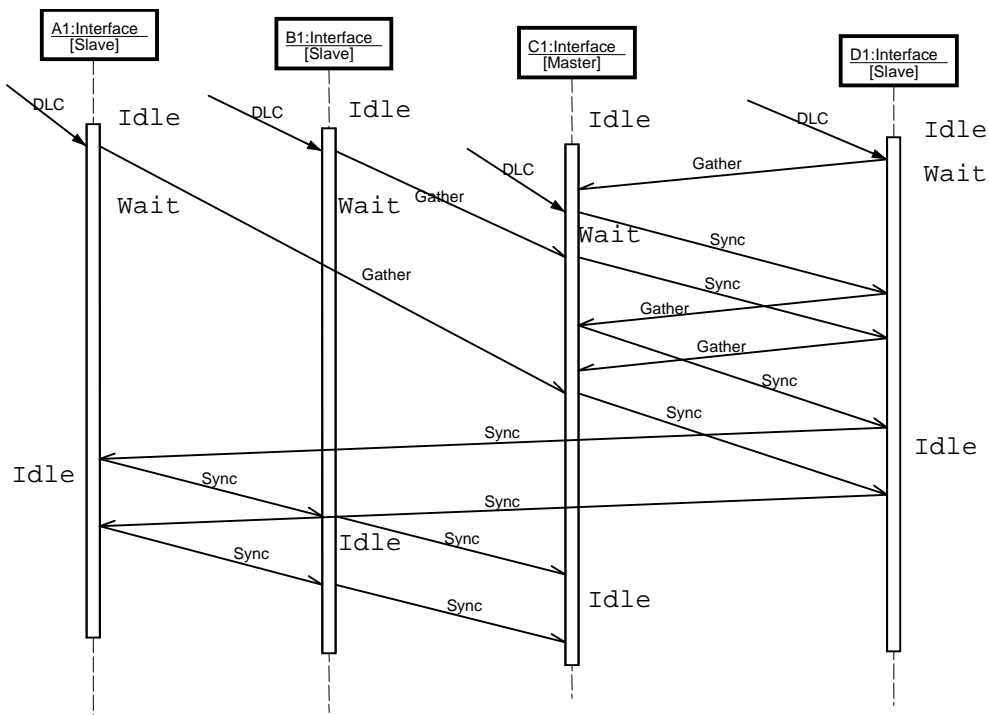 A1:Interface
[Slave]
B1:Interface
[Slave]
C1:Interface
[Master]
D1:Interface
[Slave]
DLC
Idle
DLC
Idle
Idle
DLC
Idle
DLC
Gather
Wait
Wait
Gather
Wait
Wait
Sync
Gather
Sync
Gather
Gather
Sync
Sync
Sync
Idle
Idle
Sync
Sync
Idle
Sync
Sync
Idle
Sync